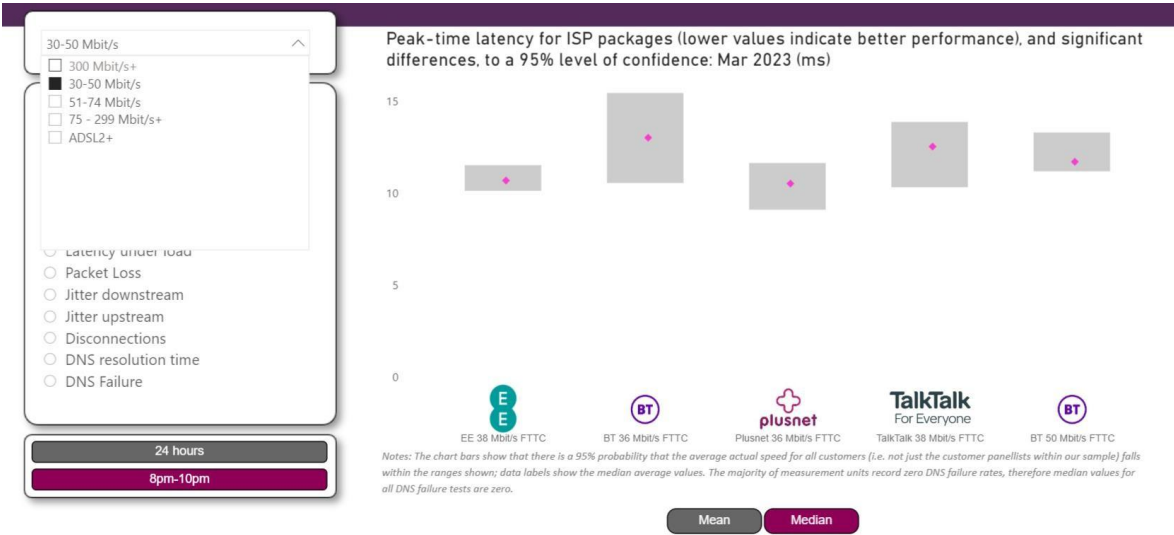 30-50 Mbit/s
300 Mbit/s+
30-50 Mbit/s
51-74 Mbit/s
75 - 299 Mbit/s+
ADSL2+
Latency under load
Packet Loss
Jitter downstream
Jitter upstream
Disconnections
DNS resolution time
DNS Failure
24 hours
8pm-10pm
Peak-time latency for ISP packages (lower values indicate better performance), and significant
differences, to a 95% level of confidence: Mar 2023 (ms)
15
10
5
0
E E
BT
plusnet
TalkTalk
For Everyone
BT
EE 38 Mbit/s FTTC
BT 36 Mbit/s FTTC
Plusnet 36 Mbit/s FTTC
TalkTalk 38 Mbit/s FTTC
BT 50 Mbit/s FTTC
Notes: The chart bars show that there is a 95% probability that the average actual speed for all customers (i.e. not just the customer panellists within our sample) falls
within the ranges shown; data labels show the median average values. The majority of measurement units record zero DNS failure rates, therefore median values for
all DNS failure tests are zero.
Mean
Median